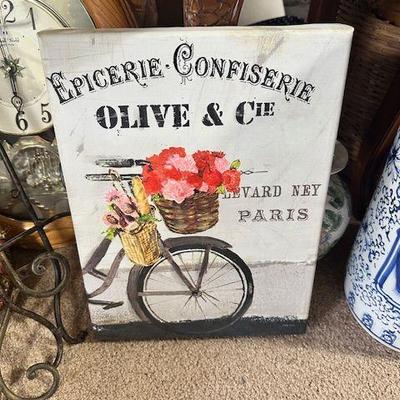 EPICERIE · CONFISERIE
OLIVE & CIE
LEVARD NEY
PARIS